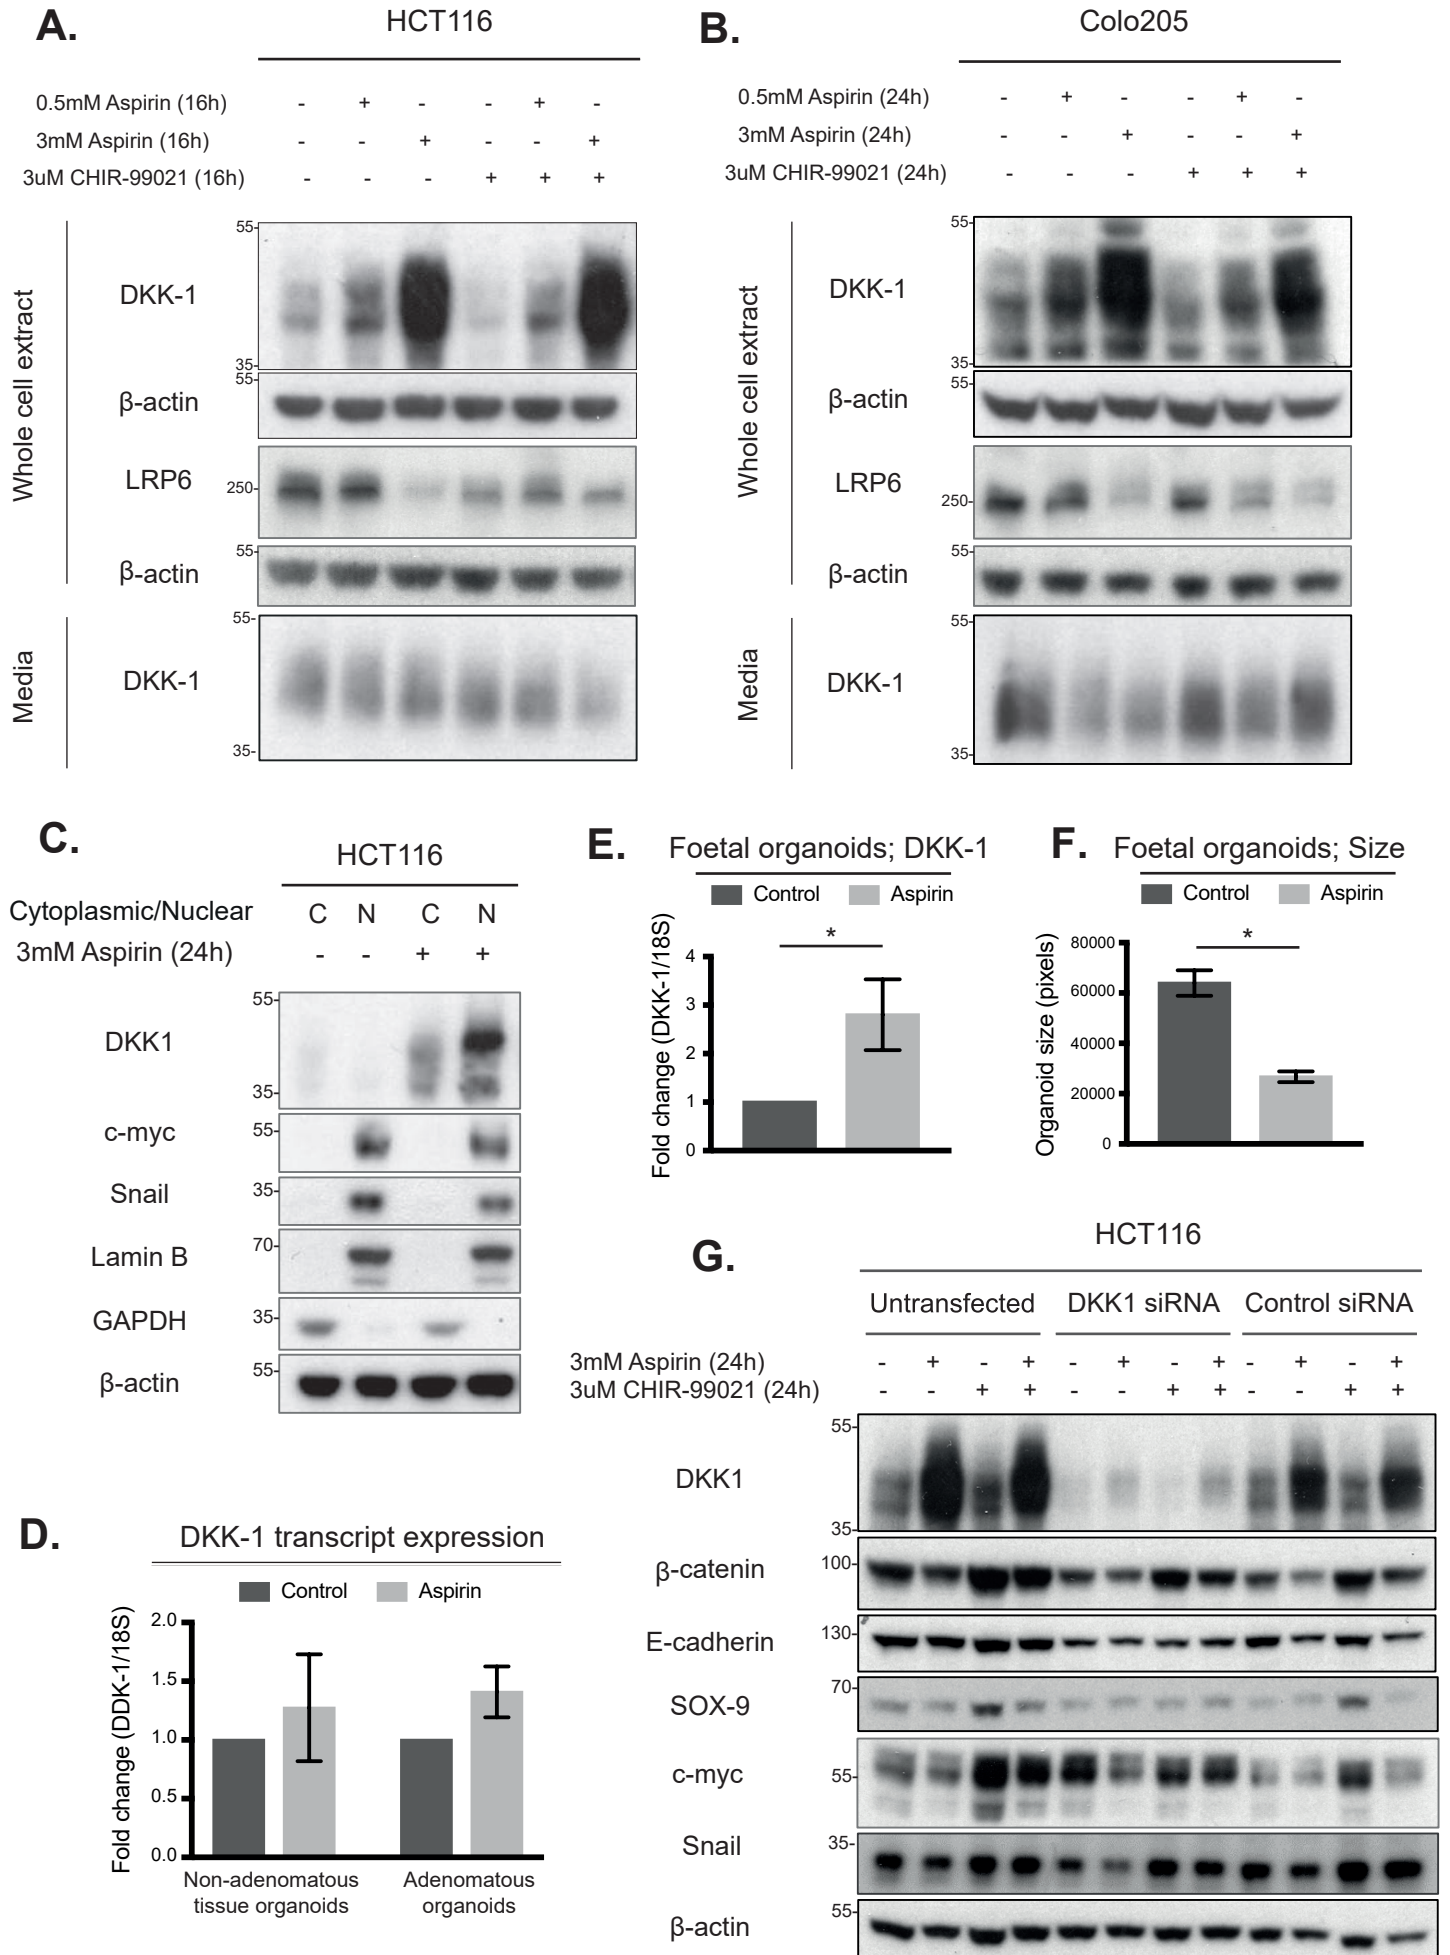 A.
HCT116
0.5mM Aspirin (16h) - + - - + -
3mM Aspirin (16h) - - + - - +
3uM CHIR-99021 (16h) - - - + + +
Whole cell extract
55-
DKK-1
35-
55-
β-actin
LRP6
250-
55-
β-actin
Media
55-
DKK-1
35-
B.
Colo205
0.5mM Aspirin (24h) - + - - + -
3mM Aspirin (24h) - - + - - +
3uM CHIR-99021 (24h) - - - + + +
Whole cell extract
55-
DKK-1
35-
55-
β-actin
LRP6
250-
55-
β-actin
Media
55-
DKK-1
35-
C.
HCT116
Cytoplasmic/Nuclear C N C N
3mM Aspirin (24h) - - + +
55-
DKK1
35-
c-myc 55-
Snail 35-
Lamin B 70-
GAPDH 35-
β-actin 55-
D.
DKK-1 transcript expression
Control Aspirin
Fold change (DDK-1/18S)
2.0
1.5
1.0
0.5
0.0
Non-adenomatous
tissue organoids
Adenomatous
organoids
E.
Foetal organoids; DKK-1
Control Aspirin
*
Fold change (DKK-1/18S)
4
3
2
1
0
F.
Foetal organoids; Size
Control Aspirin
*
Organoid size (pixels)
80000
60000
40000
20000
0
G.
HCT116
Untransfected DKK1 siRNA Control siRNA
3mM Aspirin (24h) - + - + - + - + - + - +
3uM CHIR-99021 (24h) - - + + - - + + - - + +
55-
DKK1
35-
β-catenin 100-
E-cadherin 130-
SOX-9 70-
c-myc 55-
Snail 35-
β-actin 55-